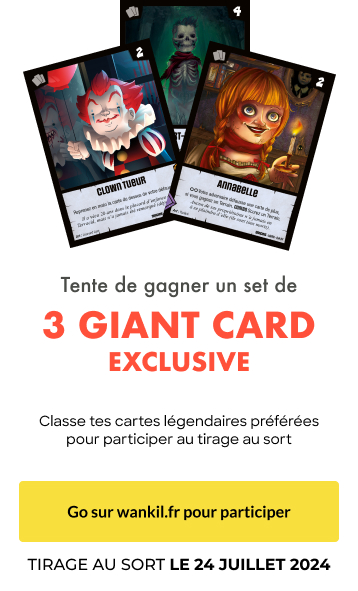 4
2
2
CLOWN TUEUR
ANNABELLE
Tente de gagner un set de
3 GIANT CARD
EXCLUSIVE
Classe tes cartes légendaires préférées
pour participer au tirage au sort
Go sur wankil.fr pour participer
TIRAGE AU SORT LE 24 JUILLET 2024